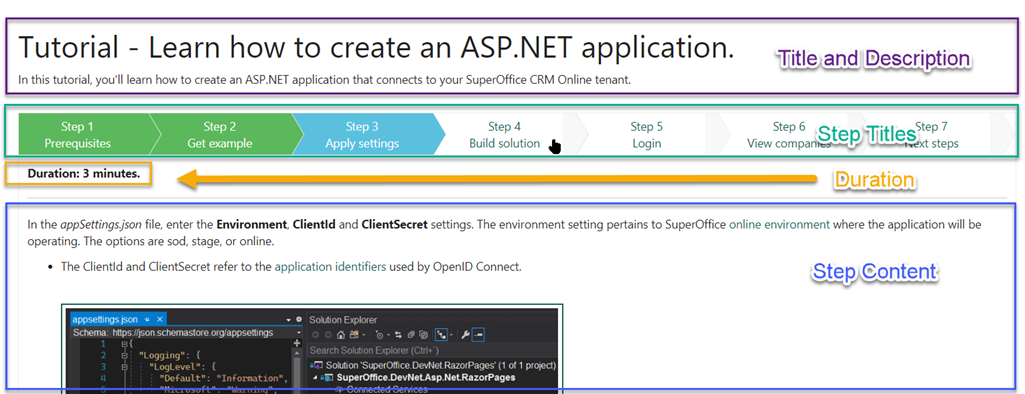 Tutorial - Learn how to create an ASP.NET application.
Title and Description
In this tutorial, you'll learn how to create an ASP.NET application that connects to your SuperOffice CRM Online tenant.
Step 1 Step 2 Step 3 Step 4 Step 5 Step 6 Step 7
Step Titles
Prerequisites Get example Apply settings Build solution Login View companies Next steps
Duration: 3 minutes.
Duration
In the appSettings.json file, enter the Environment, ClientId and ClientSecret settings. The environment setting pertains to SuperOffice online environment where the application will be
operating. The options are sod, stage, or online.
• The ClientId and ClientSecret refer to the application identifiers used by OpenID Connect.
Step Content
appsettings.json
Schema: https://json.schemastore.org/appsettings
1 {
2 "Logging": {
3 "LogLevel": {
4 "Default": "Information",
5 "Microsoft": "Warning",
Solution Explorer
Search Solution Explorer (Ctrl+¨)
Solution 'SuperOffice.DevNet.RazorPages' (1 of 1 project)
SuperOffice.DevNet.Asp.Net.RazorPages
Connected Services